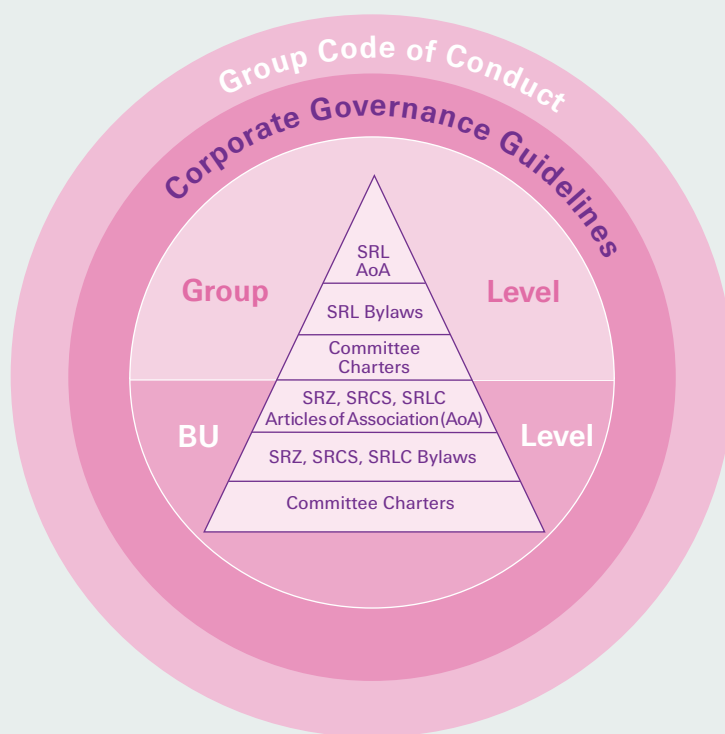 Group Code of Conduct
Corporate Governance Guidelines
SRL
AoA
Group Level
SRL Bylaws
Committee
Charters
SRZ, SRCS, SRLC
Articles of Association (AoA)
BU Level
SRZ, SRCS, SRLC Bylaws
Committee Charters